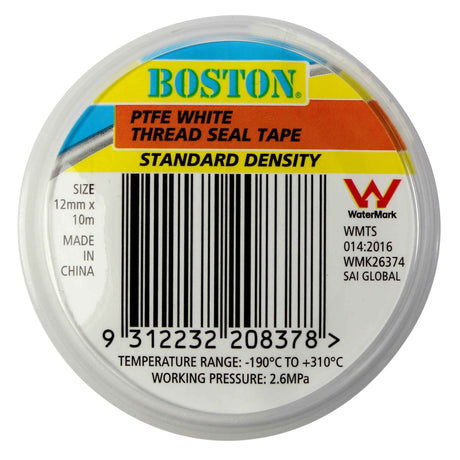 BOSTON®
PTFE WHITE
THREAD SEAL TAPE
STANDARD DENSITY
SIZE
12mm x
10m
MADE
IN
CHINA
W
WaterMark
WMTS
014:2016
WMK26374
SAI GLOBAL
9 312232 208378 >
TEMPERATURE RANGE: -190°C TO +310°C
WORKING PRESSURE: 2.6MPa